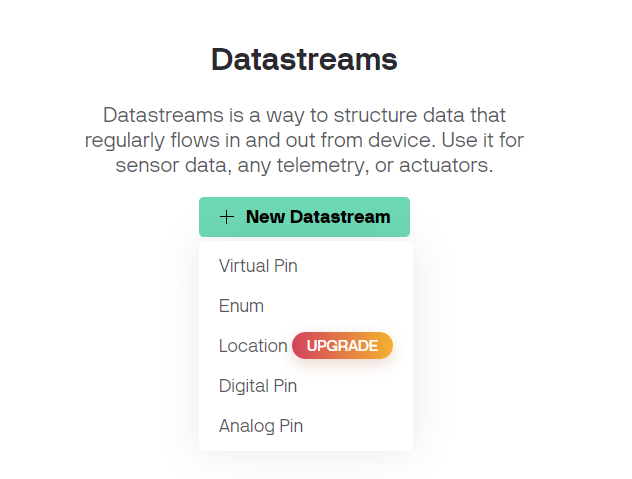 Datastreams
Datastreams is a way to structure data that
regularly flows in and out from device. Use it for
sensor data, any telemetry, or actuators.
+ New Datastream
Virtual Pin
Enum
Location UPGRADE
Digital Pin
Analog Pin